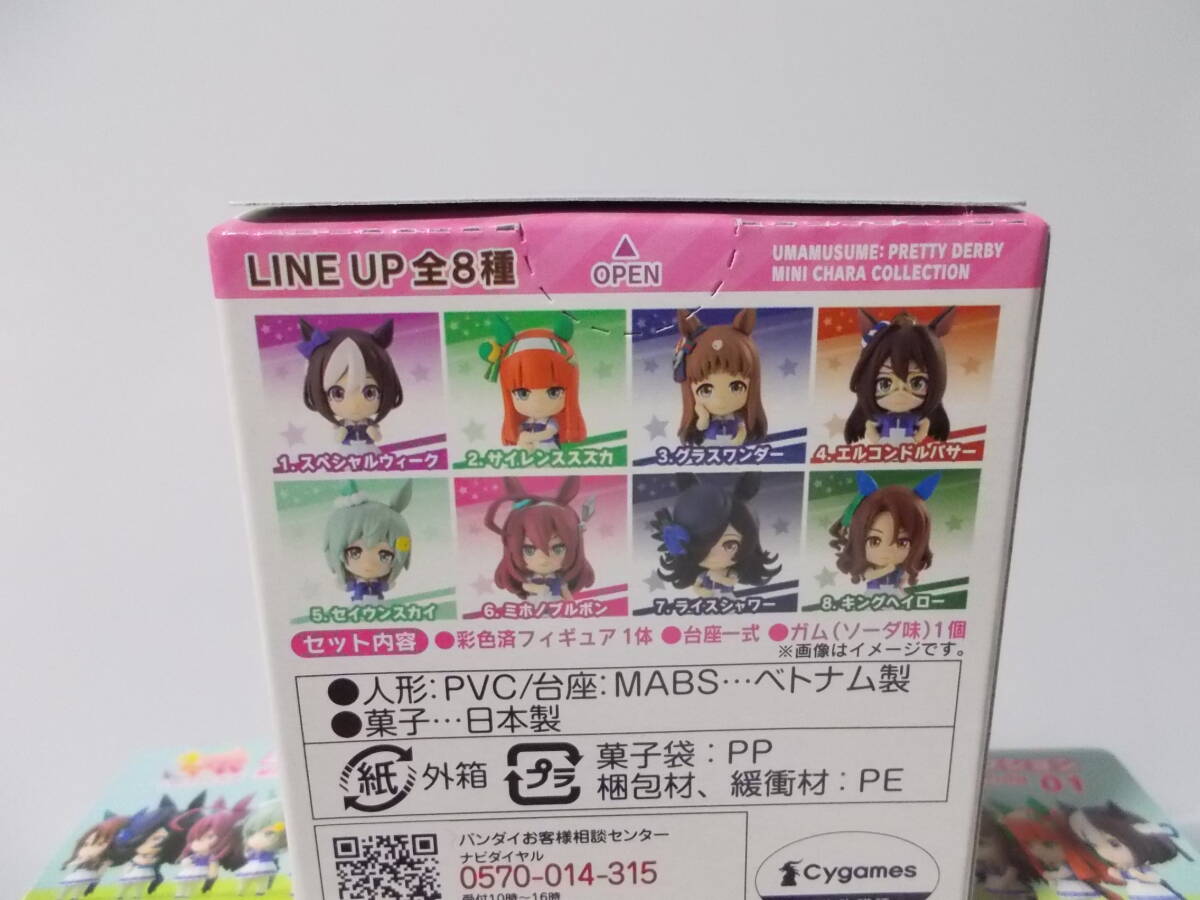 LINE UP 全8種
OPEN
UMAMUSUME: PRETTY DERBY
MINI CHARA COLLECTION
1.スペシャルウィーク
2.サイレンススズカ
3.グラスワンダー
4.エルコンドルパサー
5.セイウンスカイ
6.ミホノブルボン
7.ライスシャワー
8.キングヘイロー
セット内容 ●彩色済フィギュア1体 ●台座一式 ●ガム(ソーダ味)1個
※画像はイメージです。
●人形:PVC/台座:MABS…ベトナム製
●菓子…日本製
紙 外箱
プラ 菓子袋:PP
梱包材、緩衝材:PE
バンダイお客様相談センター
ナビダイヤル
0570-014-315
受付10時～16時
Cygames
01